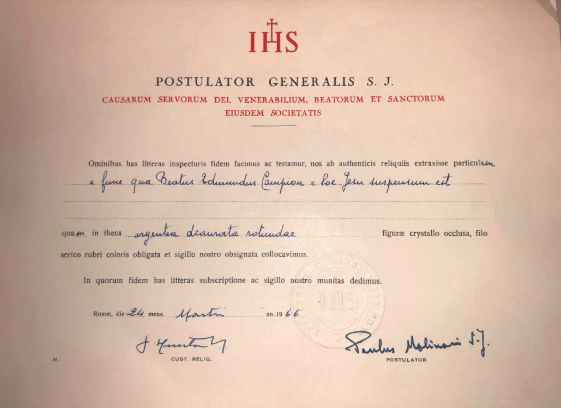 IHS
POSTULATOR GENERALIS S. J.
CAUSARUM SERVORUM DEI, VENERABILIUM, BEATORUM ET SANCTORUM
EIUSDEM SOCIETATIS
Ominibus has litteras inspecturis fidem facimus ac testamur, nos ab authenticis reliquiis extraxisse particulam
e fune qua Beatus Edmundus Campion e Soc. Jesu suspensum est
quam in theca argentea deaurata rotundae figuræ crystallo occlusa, filo
serico rubri coloris obligata et sigillo nostro obsignata collocavimus.
In quorum fidem has litteras subscriptione ac sigillo nostro munitas dedimus.
Romæ, die 24 mens. Martii an. 1966
Paulus Molinari S.J.
CUST. RELIQ.
POSTULATOR
IHS